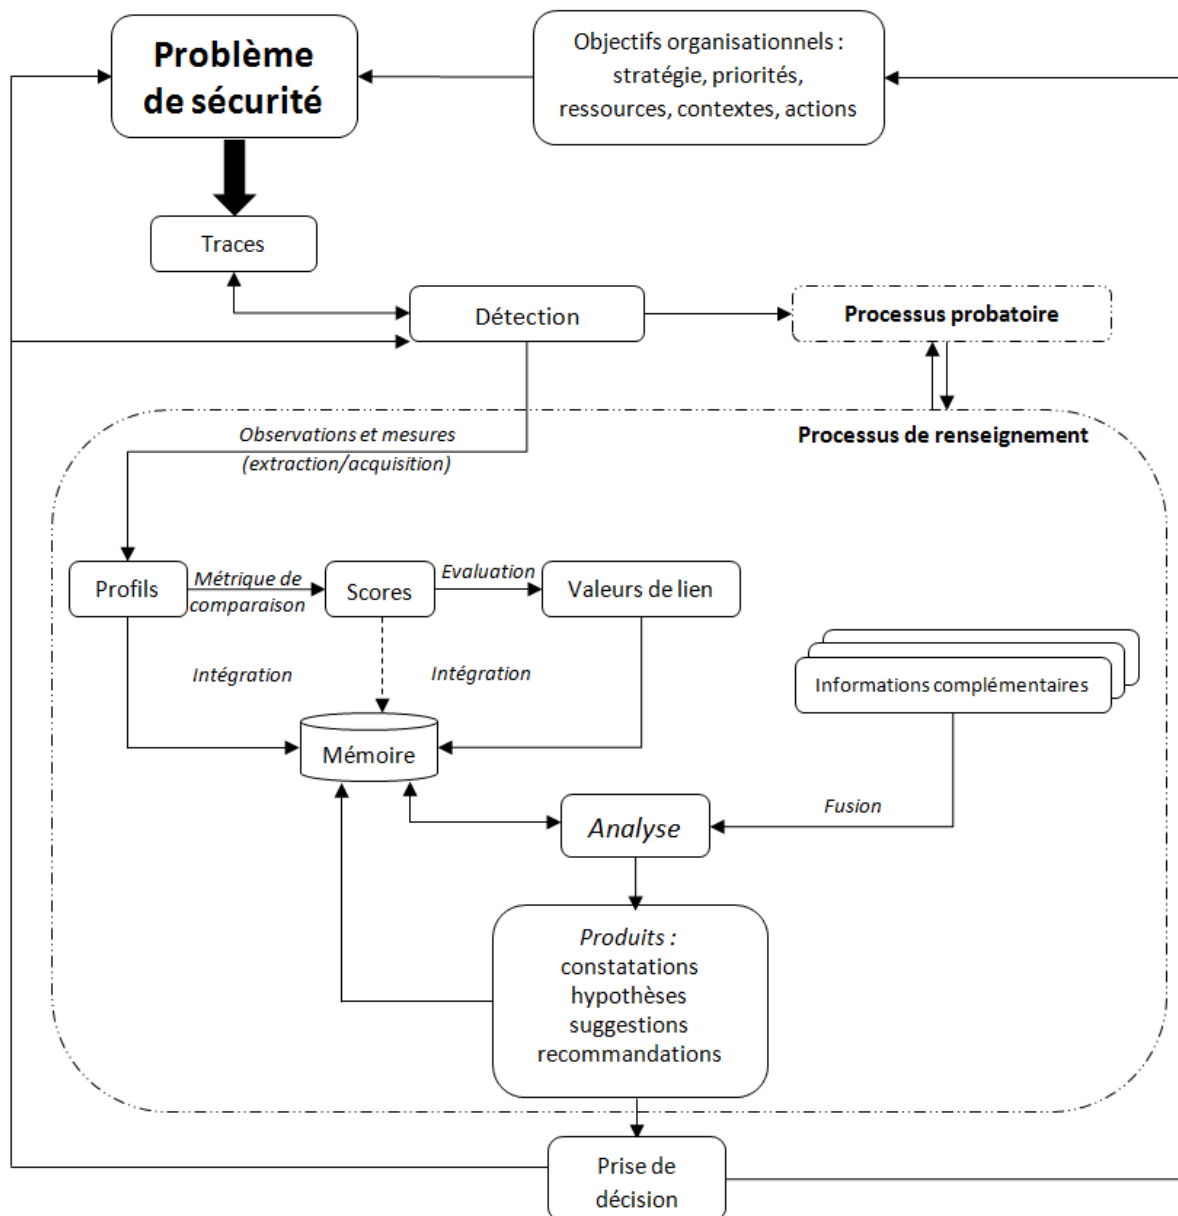 Problème
de sécurité
Objectifs organisationnels :
stratégie, priorités,
ressources, contextes, actions
Traces
Détection
Processus probatoire
Processus de renseignement
Observations et mesures
(extraction/acquisition)
Profils
Métrique de
comparaison
Scores
Evaluation
Valeurs de lien
Intégration
Intégration
Informations complémentaires
Mémoire
Analyse
Fusion
Produits :
constatations
hypothèses
suggestions
recommandations
Prise de
décision